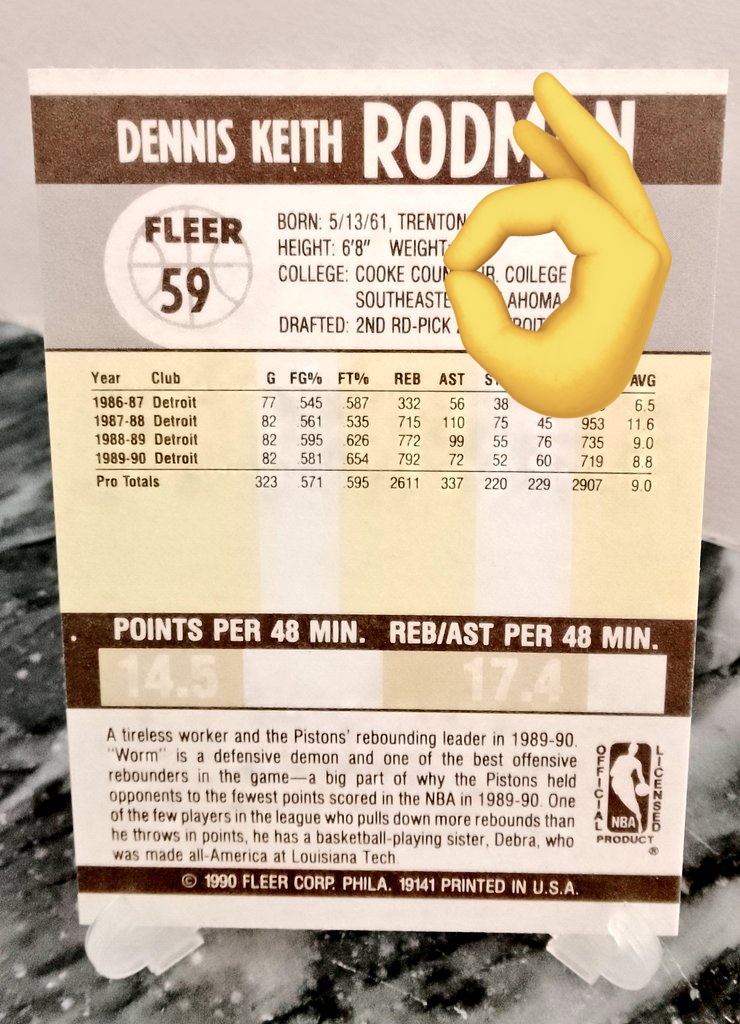 DENNIS KEITH RODMAN
FLEER
59
BORN: 5/13/61, TRENTON
HEIGHT: 6'8" WEIGHT:
COLLEGE: COOKE JR. COILEGE
DRAFTED: 2ND RD-PICK
Year Club G FG% FT% REB AST AVG
1986-87 Detroit 77 .545 .587 332 56 38 6.5
1987-88 Detroit 82 .561 .535 715 110 75 45 953 11.6
1988-89 Detroit 82 .595 .626 772 99 55 76 735 9.0
1989-90 Detroit 82 .581 .654 792 72 52 60 719 8.8
Pro Totals 323 .571 .595 2611 337 220 229 2907 9.0
POINTS PER 48 MIN. REB/AST PER 48 MIN.
14.5 17.4
A tireless worker and the Pistons' rebounding leader in 1989-90.
"Worm" is a defensive demon and one of the best offensive
rebounders in the game—a big part of why the Pistons held
opponents to the fewest points scored in the NBA in 1989-90. One
of the few players in the league who pulls down more rebounds than
he throws in points, he has a basketball-playing sister, Debra, who
was made all-America at Louisiana Tech.
OFFICIAL
NBA
LICENSED
PRODUCT
®
© 1990 FLEER CORP. PHILA. 19141 PRINTED IN U.S.A.